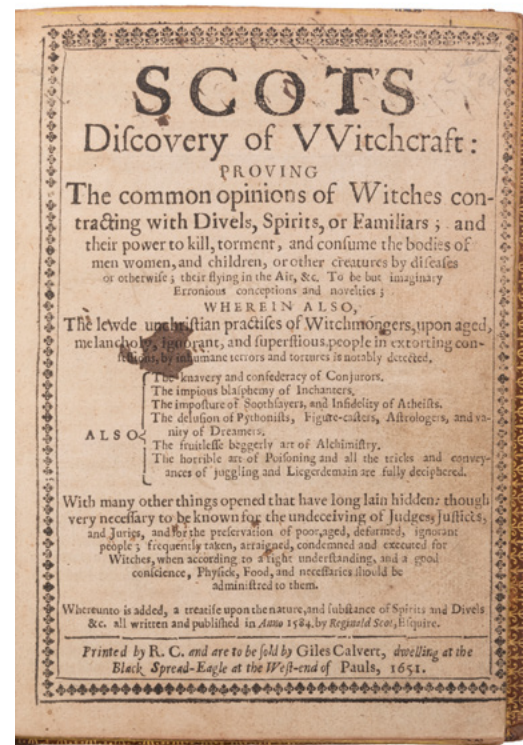 SCOTS
Diſcovery of VVitchcraft:
PROVING
The common opinions of Witches con-
tracting with Divels, Spirits, or Familiars; and
their power to kill, torment, and conſume the bodies of
men women, and children, or other creatures by diſeaſes
or otherwiſe; their flying in the Air, &c. To be but imaginary
Erronious conceptions and novelties;
WHEREIN ALSO,
The lewde unchriſtian practiſes of Witchmongers, upon aged,
melancholy, ignorant, and superſtious people in extorting con-
by inhumane terrors and tortures is notably detected.
The knavery and confederacy of Conjurors.
The impious blaſphemy of Inchanters.
The impoſture of Soothſayers, and Infidelity of Atheiſts.
The deluſion of Pythoniſts, Figure-caſters, Aſtrologers, and va-
nity of Dreamers.
ALSO
The fruitleſſe beggerly art of Alchimiſtry.
The horrible art of Poiſoning and all the tricks and convey-
ances of juggling and Liegerdemain are fully deciphered.
With many other things opened that have long lain hidden: though
very neceſſary to be known for the undeceiving of Judges, Juſtices,
and Juries, and for the preſervation of poor, aged, deformed, ignorant
people; frequently taken, arraigned, condemned and executed for
Witches, when according to a right underſtanding, and a good
conſcience, Phyſick, Food, and neceſſaries ſhould be
adminiſtred to them.
Whereunto is added, a treatiſe upon the nature, and ſubſtance of Spirits and Divels
&c. all written and publiſhed in Anno 1584. by Reginald Scot, Eſquire.
Printed by R. C. and are to be ſold by Giles Calvert, dwelling at the
Black Spread-Eagle at the Weſt-end of Pauls, 1651.